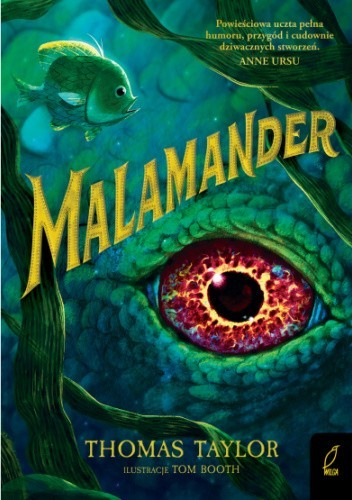 Powieściowa uczta pełna
humoru, przygód i cudownie
dziwacznych stworzeń.
ANNE URSU
MALAMANDER
THOMAS TAYLOR
ILUSTRACJE TOM BOOTH
WILGA